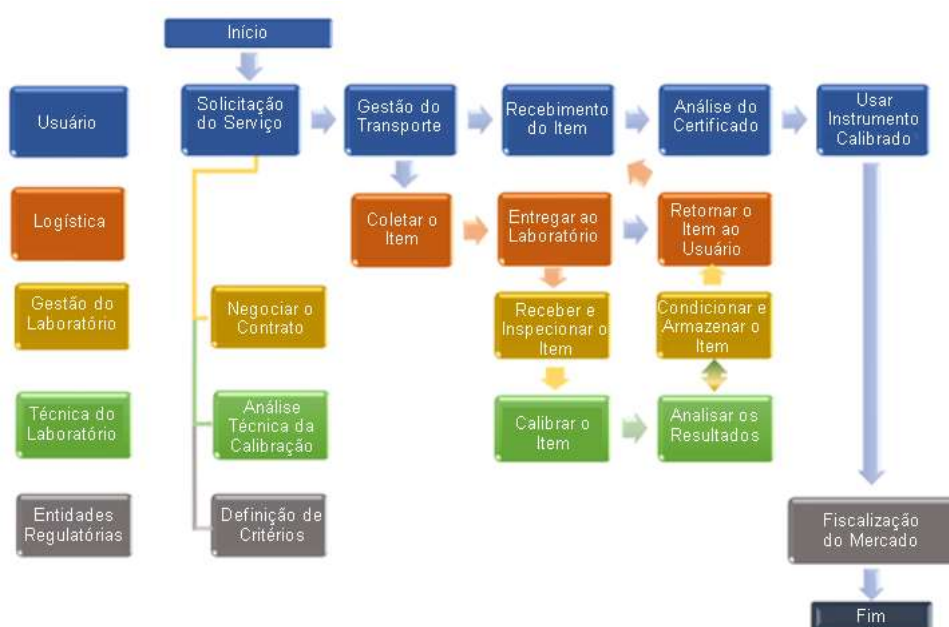 Início
Usuário
Solicitação
do Serviço
Gestão do
Transporte
Recebimento
do Item
Análise do
Certificado
Usar
Instrumento
Calibrado
Logística
Coletar o
Item
Entregar ao
Laboratório
Retornar o
Item ao
Usuário
Gestão do
Laboratório
Negociar o
Contrato
Receber e
Inspecionar o
Item
Condicionar e
Armazenar o
Item
Técnica do
Laboratório
Análise
Técnica da
Calibração
Calibrar o
Item
Analisar os
Resultados
Entidades
Regulatórias
Definição de
Critérios
Fiscalização
do Mercado
Fim